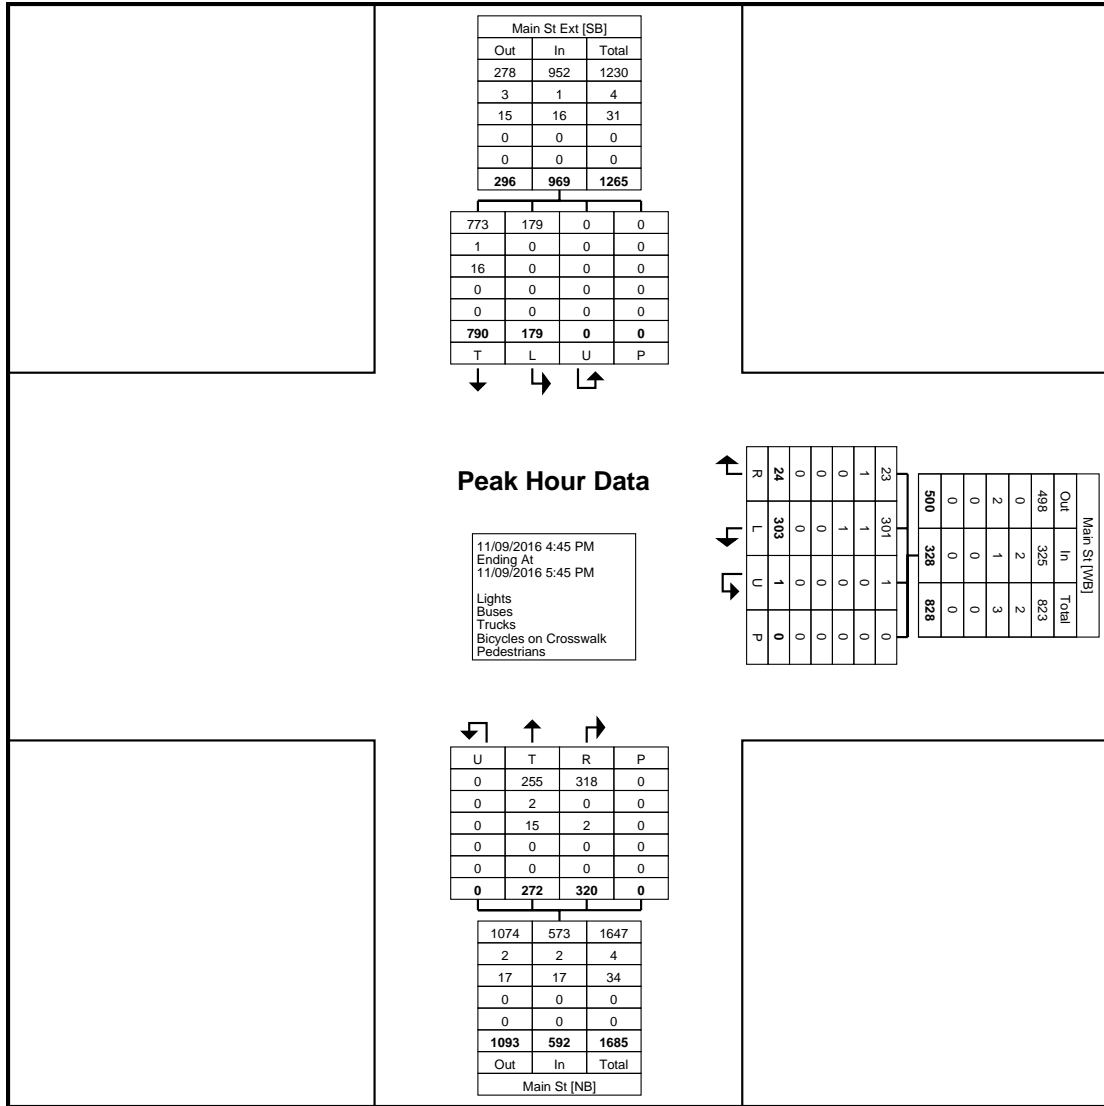 Main St Ext [SB]
Out In Total
278 952 1230
3 1 4
15 16 31
0 0 0
0 0 0
296 969 1265
773 179 0 0
1 0 0 0
16 0 0 0
0 0 0 0
0 0 0 0
790 179 0 0
T L U P
Peak Hour Data
11/09/2016 4:45 PM
Ending At
11/09/2016 5:45 PM
Lights
Buses
Trucks
Bicycles on Crosswalk
Pedestrians
Main St [WB]
Out In Total
498 325 823
0 2 2
2 1 3
0 0 0
0 0 0
500 328 828
23 301 1 0
1 1 0 0
0 1 0 0
0 0 0 0
0 0 0 0
24 303 1 0
R L U P
U T R P
0 255 318 0
0 2 0 0
0 15 2 0
0 0 0 0
0 0 0 0
0 272 320 0
1074 573 1647
2 2 4
17 17 34
0 0 0
0 0 0
1093 592 1685
Out In Total
Main St [NB]